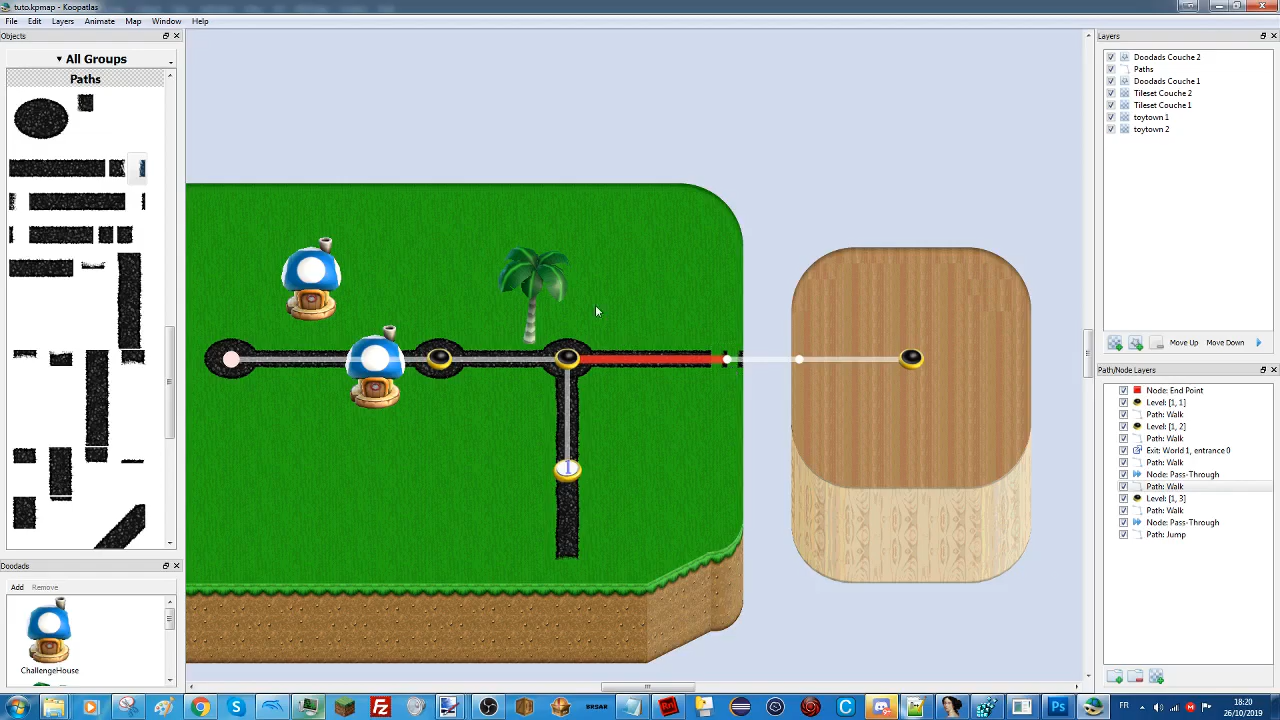 tuto.kpmap - Koopatlas
File Edit Layers Animate Map Window Help
Objects
▼ All Groups
Paths
Doodads
Add Remove
ChallengeHouse
1
Layers
Doodads Couche 2
Paths
Doodads Couche 1
Tileset Couche 2
Tileset Couche 1
toytown 1
toytown 2
Move Up Move Down
Path/Node Layers
Node: End Point
Level: [1, 1]
Path: Walk
Level: [1, 2]
Path: Walk
Exit: World 1, entrance 0
Path: Walk
Node: Pass-Through
Path: Walk
Level: [1, 3]
Path: Walk
Node: Pass-Through
Path: Jump
BRSAR
FR
18:20
26/10/2019